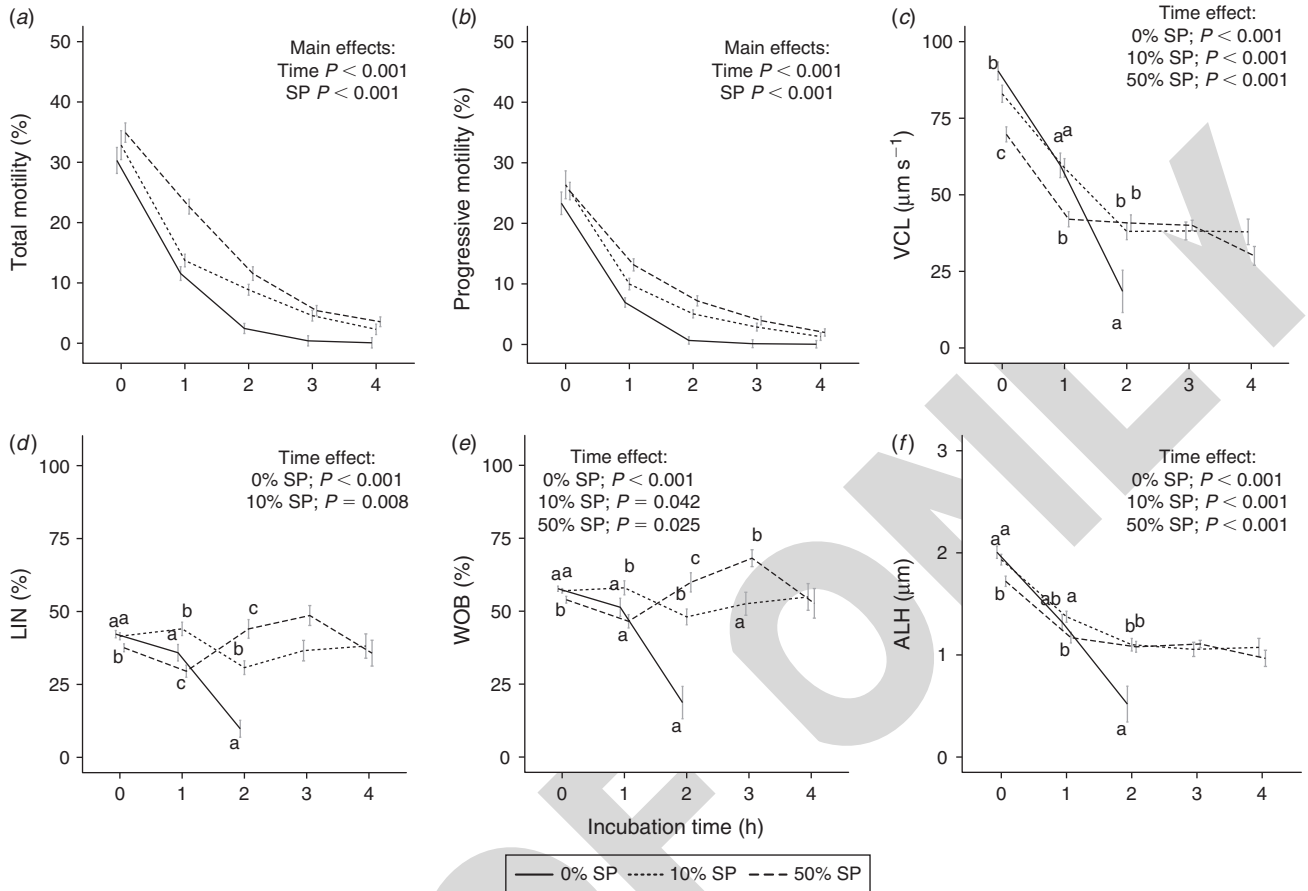 (a)
50
40
30
20
10
0
Total motility (%)
Main effects:
Time P < 0.001
SP P < 0.001
0 1 2 3 4
(b)
50
40
30
20
10
0
Progressive motility (%)
Main effects:
Time P < 0.001
SP P < 0.001
0 1 2 3 4
(c)
100
75
50
25
0
VCL (μm s⁻¹)
Time effect:
0% SP; P < 0.001
10% SP; P < 0.001
50% SP; P < 0.001
b
c
a a
b
b b
a
0 1 2 3 4
(d)
100
75
50
25
0
LIN (%)
Time effect:
0% SP; P < 0.001
10% SP; P = 0.008
a a
b
b
a
c
c
b
a
0 1 2 3 4
(e)
100
75
50
25
0
WOB (%)
Time effect:
0% SP; P < 0.001
10% SP; P = 0.042
50% SP; P = 0.025
a a
b
b
a
a
c
b
a
b
a
0 1 2 3 4
Incubation time (h)
(f)
3
2
1
0
ALH (μm)
Time effect:
0% SP; P < 0.001
10% SP; P < 0.001
50% SP; P < 0.001
a a
b
ab a
b
b b
a
0 1 2 3 4
0% SP 10% SP 50% SP
OF ONLY